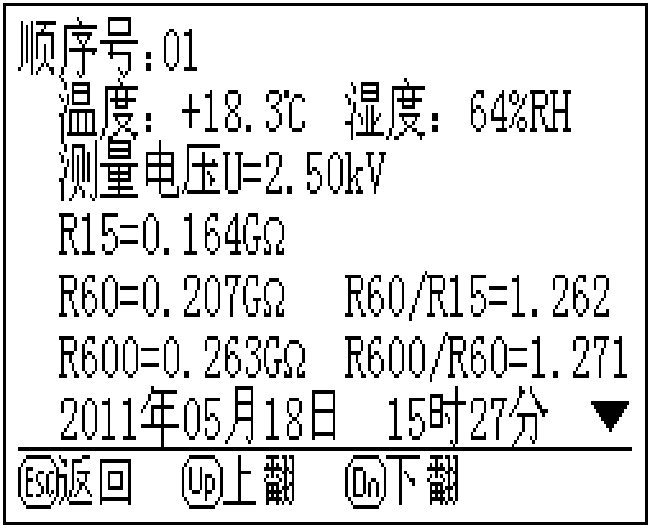 顺序号:01
温度：+18.3℃ 湿度：64%RH
测量电压U=2.50kV
R15=0.164GΩ
R60=0.207GΩ R60/R15=1.262
R600=0.263GΩ R600/R60=1.271
2011年05月18日 15时27分 ▼
Esc返回 Up上翻 Dn下翻